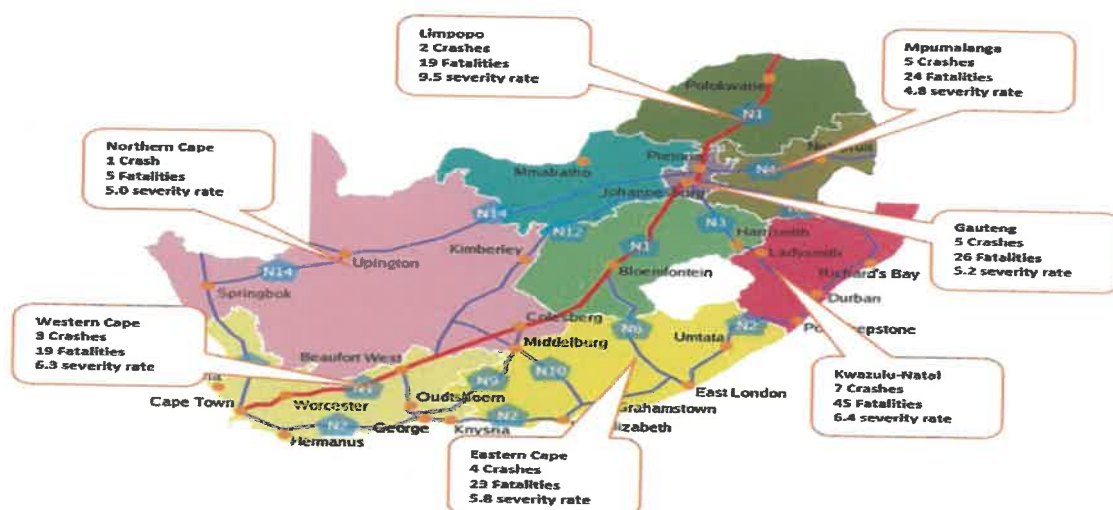 Limpopo
2 Crashes
19 Fatalities
9.5 severity rate
Mpumalanga
5 Crashes
24 Fatalities
4.8 severity rate
Northern Cape
1 Crash
5 Fatalities
5.0 severity rate
Gauteng
5 Crashes
26 Fatalities
5.2 severity rate
Western Cape
3 Crashes
19 Fatalities
6.3 severity rate
Kwazulu-Natal
7 Crashes
45 Fatalities
6.4 severity rate
Eastern Cape
4 Crashes
23 Fatalities
5.8 severity rate
Polokwane
N1
Pretoria
N4
Mmabatho
Johannesburg
N14
N12
N3
Harrismith
Kimberley
N1
Ladysmith
Upington
Bloemfontein
Richard's Bay
N14
Springbok
Durban
Colesberg
N6
Umtata
N2
Middelburg
Beaufort West
N10
N9
East London
N1
Oudtshoorn
Cape Town
Worcester
Grahamstown
N2
George
N2
Knysna
Hermanus